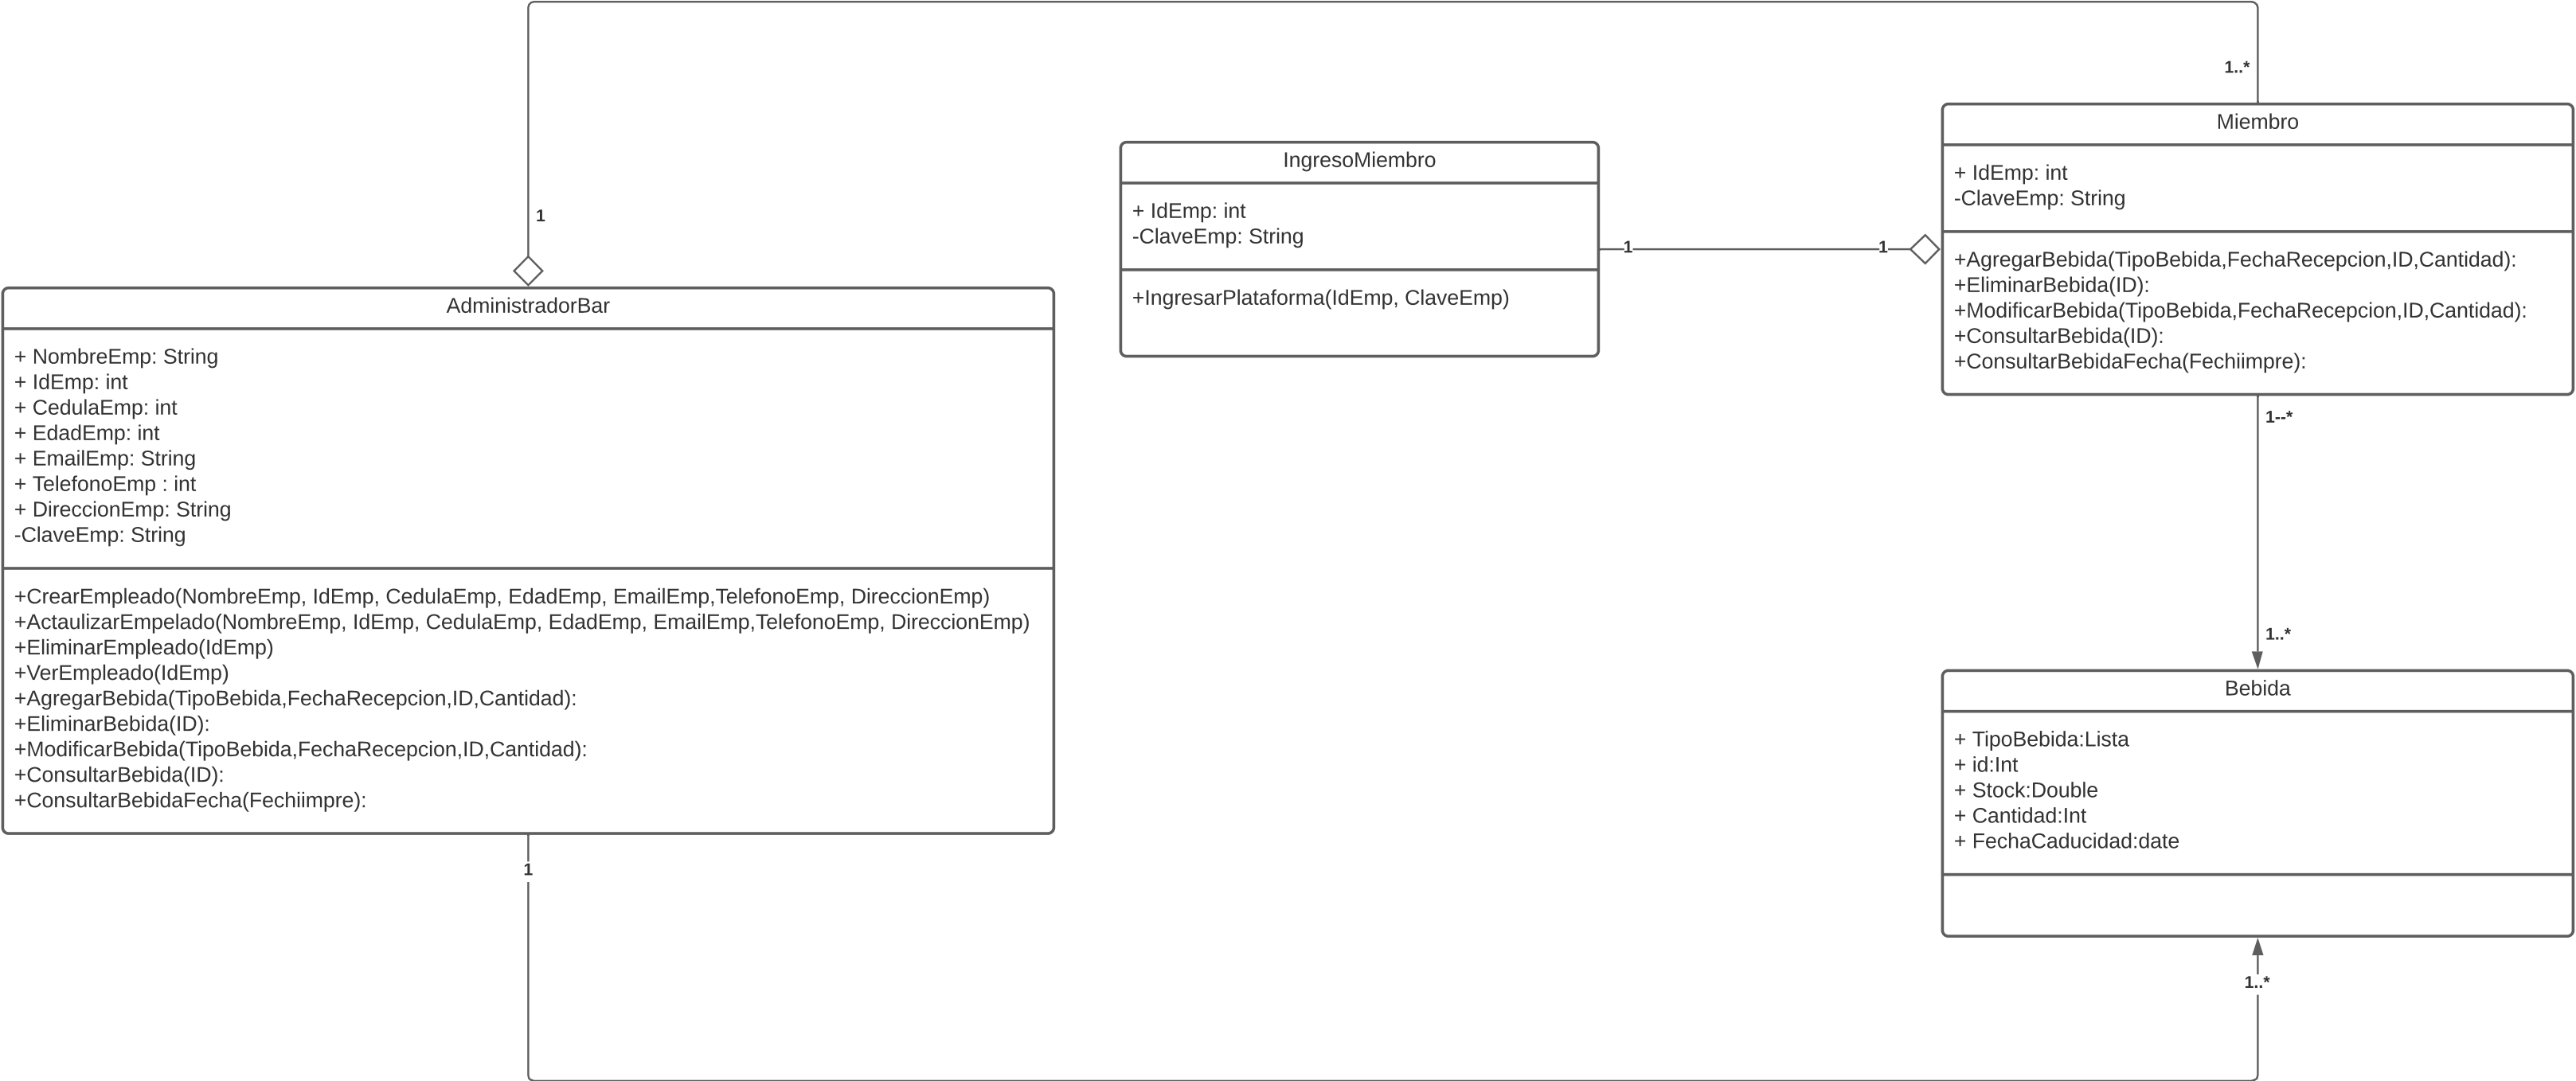 1..*
Miembro
+ IdEmp: int
-ClaveEmp: String
+AgregarBebida(TipoBebida,FechaRecepcion,ID,Cantidad):
+EliminarBebida(ID):
+ModificarBebida(TipoBebida,FechaRecepcion,ID,Cantidad):
+ConsultarBebida(ID):
+ConsultarBebidaFecha(Fechiimpre):
IngresoMiembro
+ IdEmp: int
-ClaveEmp: String
+IngresarPlataforma(IdEmp, ClaveEmp)
1
1
1
AdministradorBar
+ NombreEmp: String
+ IdEmp: int
+ CedulaEmp: int
+ EdadEmp: int
+ EmailEmp: String
+ TelefonoEmp : int
+ DireccionEmp: String
-ClaveEmp: String
+CrearEmpleado(NombreEmp, IdEmp, CedulaEmp, EdadEmp, EmailEmp,TelefonoEmp, DireccionEmp)
+ActaulizarEmpelado(NombreEmp, IdEmp, CedulaEmp, EdadEmp, EmailEmp,TelefonoEmp, DireccionEmp)
+EliminarEmpleado(IdEmp)
+VerEmpleado(IdEmp)
+AgregarBebida(TipoBebida,FechaRecepcion,ID,Cantidad):
+EliminarBebida(ID):
+ModificarBebida(TipoBebida,FechaRecepcion,ID,Cantidad):
+ConsultarBebida(ID):
+ConsultarBebidaFecha(Fechiimpre):
1--*
1..*
Bebida
+ TipoBebida:Lista
+ id:Int
+ Stock:Double
+ Cantidad:Int
+ FechaCaducidad:date
1
1..*